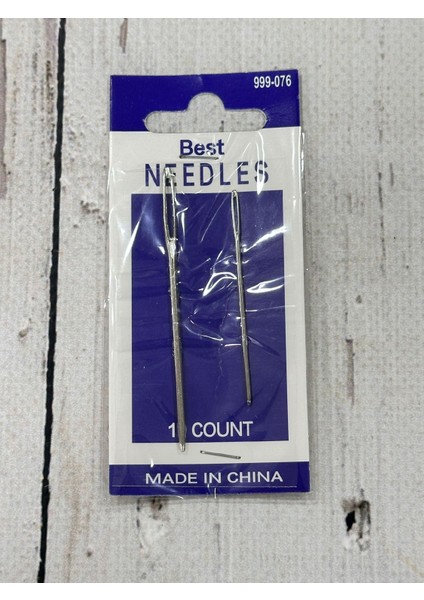 999-076
Best
NEEDLES
COUNT
MADE IN CHINA